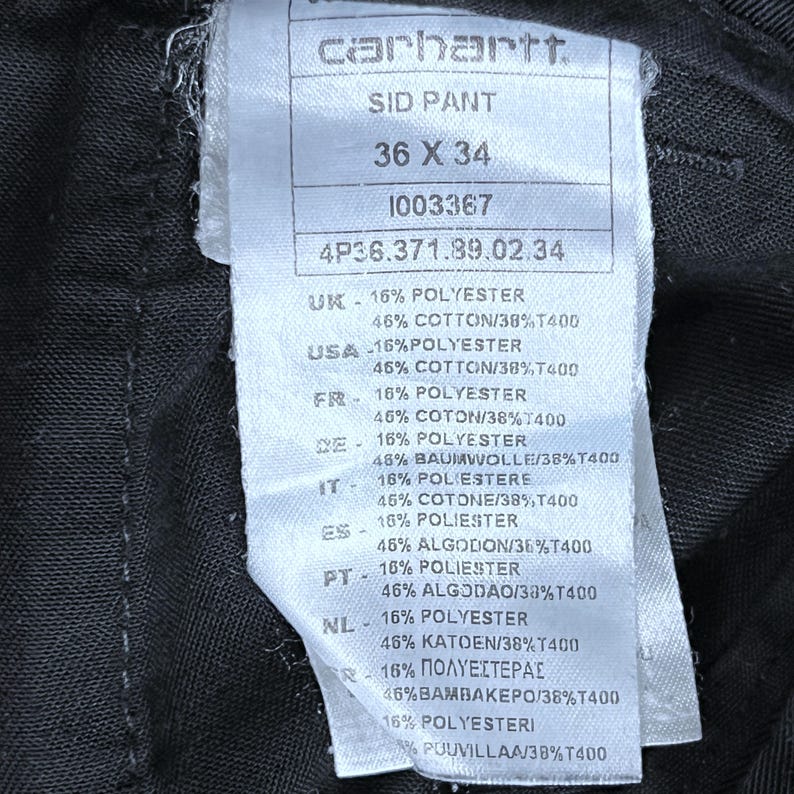 carhartt
SID PANT
36 X 34
I003367
4P36.371.89.02.34
UK - 16% POLYESTER
46% COTTON/38%T400
USA -16%POLYESTER
46% COTTON/38%T400
FR - 16% POLYESTER
46% COTON/38%T400
DE - 16% POLYESTER
46% BAUMWOLLE/38%T400
IT - 16% POLIESTERE
46% COTONE/38%T400
ES - 16% POLIESTER
46% ALGODON/38%T400
PT - 16% POLIESTER
46% ALGODAO/38%T400
NL - 16% POLYESTER
46% KATOEN/38%T400
16% ΠΟΛΥΕΣΤΕΡΑΣ
46%ΒΑΜΒΑΚΕΡΟ/38%T400
16% POLYESTERI
PUUVILLAA/38%T400